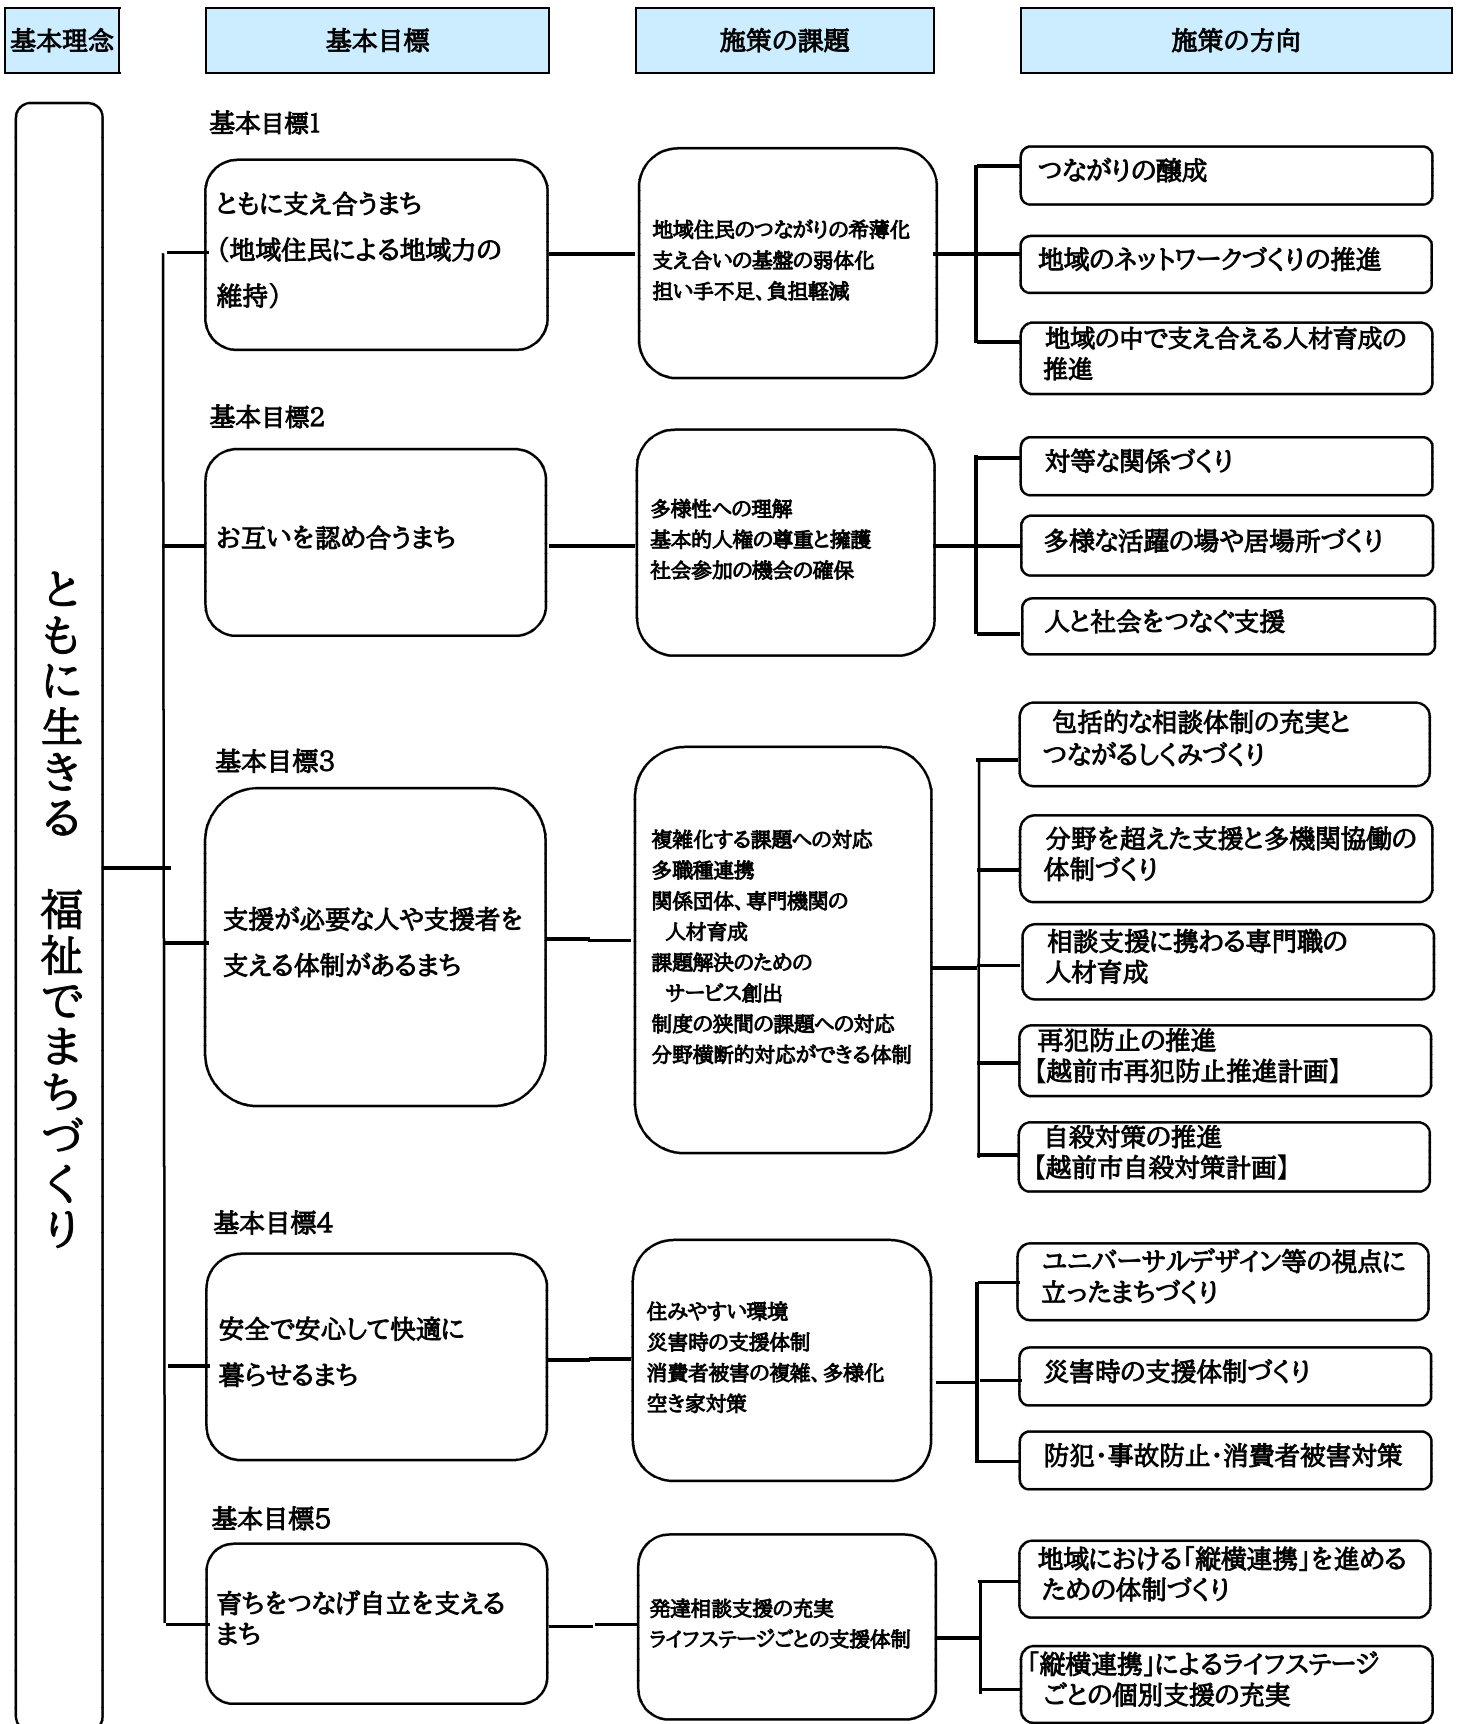 基本理念
基本目標
施策の課題
施策の方向
ともに生きる　福祉でまちづくり
基本目標1
ともに支え合うまち
（地域住民による地域力の
維持）
地域住民のつながりの希薄化
支え合いの基盤の弱体化
担い手不足、負担軽減
つながりの醸成
地域のネットワークづくりの推進
地域の中で支え合える人材育成の
推進
基本目標2
お互いを認め合うまち
多様性への理解
基本的人権の尊重と擁護
社会参加の機会の確保
対等な関係づくり
多様な活躍の場や居場所づくり
人と社会をつなぐ支援
基本目標3
支援が必要な人や支援者を
支える体制があるまち
複雑化する課題への対応
多職種連携
関係団体、専門機関の
人材育成
課題解決のための
サービス創出
制度の狭間の課題への対応
分野横断的対応ができる体制
包括的な相談体制の充実と
つながるしくみづくり
分野を超えた支援と多機関協働の
体制づくり
相談支援に携わる専門職の
人材育成
再犯防止の推進
【越前市再犯防止推進計画】
自殺対策の推進
【越前市自殺対策計画】
基本目標4
安全で安心して快適に
暮らせるまち
住みやすい環境
災害時の支援体制
消費者被害の複雑、多様化
空き家対策
ユニバーサルデザイン等の視点に
立ったまちづくり
災害時の支援体制づくり
防犯・事故防止・消費者被害対策
基本目標5
育ちをつなげ自立を支える
まち
発達相談支援の充実
ライフステージごとの支援体制
地域における「縦横連携」を進める
ための体制づくり
「縦横連携」によるライフステージ
ごとの個別支援の充実